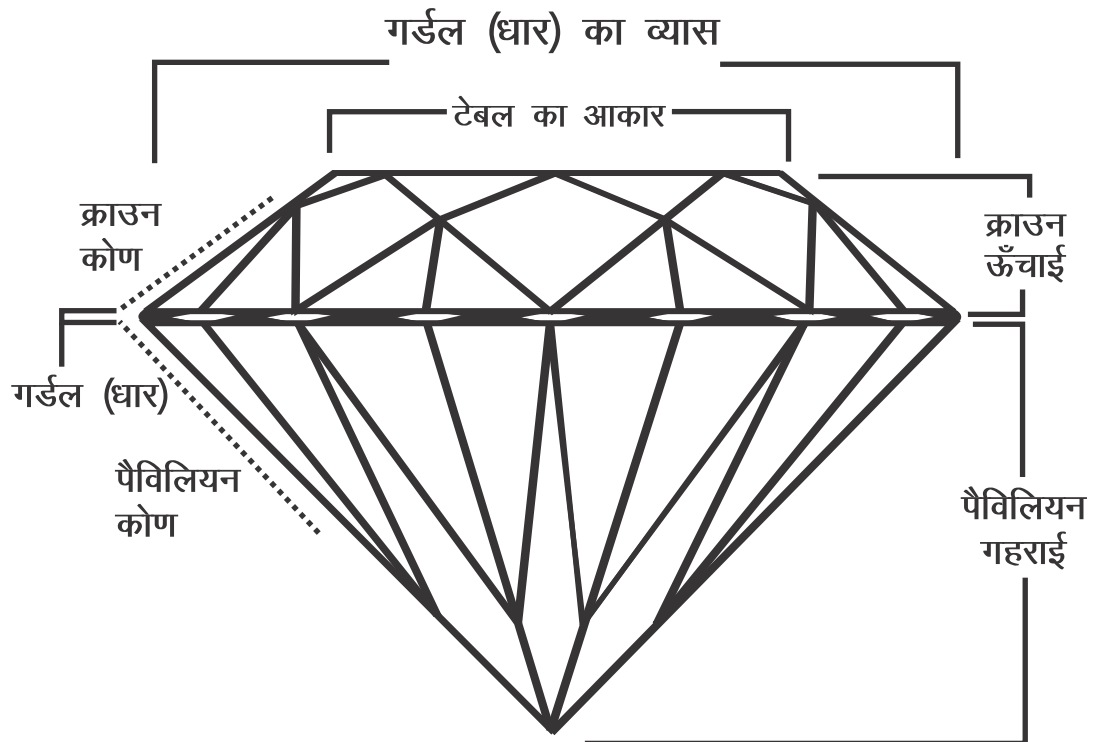 गर्डल (धार) का व्यास
टेबल का आकार
क्राउन
कोण
क्राउन
ऊँचाई
गर्डल (धार)
पैविलियन
कोण
पैविलियन
गहराई